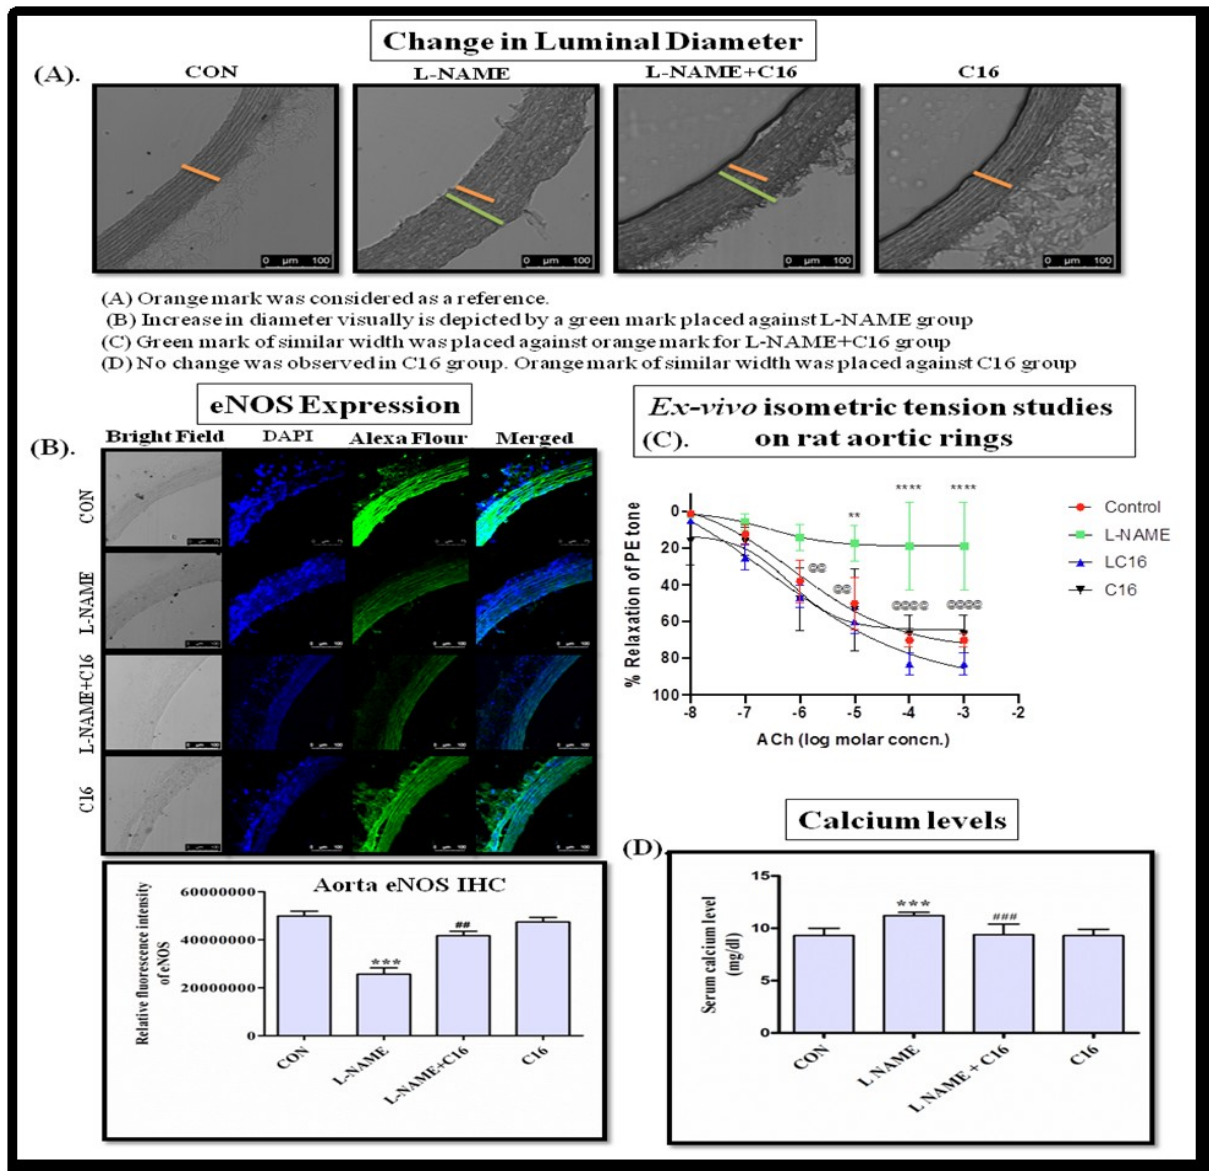 Change in Luminal Diameter
(A).
CON
L-NAME
L-NAME+C16
C16
0 µm 100
0 µm 100
0 µm 100
0 µm 100
(A) Orange mark was considered as a reference.
(B) Increase in diameter visually is depicted by a green mark placed against L-NAME group
(C) Green mark of similar width was placed against orange mark for L-NAME+C16 group
(D) No change was observed in C16 group. Orange mark of similar width was placed against C16 group
eNOS Expression
(B).
Bright Field
DAPI
Alexa Flour
Merged
CON
L-NAME
L-NAME+C16
C16
Aorta eNOS IHC
Relative fluorescence intensity
of eNOS
60000000
40000000
20000000
0
***
##
CON
L-NAME
L-NAME+C16
C16
Ex-vivo isometric tension studies
(C).
on rat aortic rings
% Relaxation of PE tone
0
20
40
60
80
100
**
****
****
@@
@@
@@@@
@@@@
-8
-7
-6
-5
-4
-3
-2
ACh (log molar concn.)
Control
L-NAME
LC16
C16
Calcium levels
(D).
Serum calcium level
(mg/dl)
15
10
5
0
***
###
CON
L NAME
L NAME + C16
C16